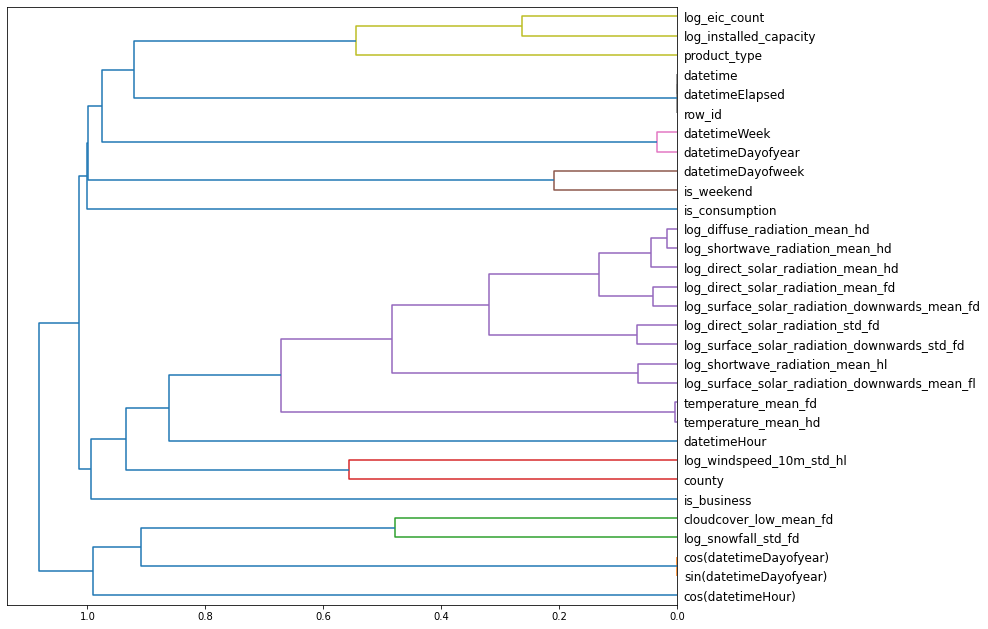 log_eic_count
log_installed_capacity
product_type
datetime
datetimeElapsed
row_id
datetimeWeek
datetimeDayofyear
datetimeDayofweek
is_weekend
is_consumption
log_diffuse_radiation_mean_hd
log_shortwave_radiation_mean_hd
log_direct_solar_radiation_mean_hd
log_direct_solar_radiation_mean_fd
log_surface_solar_radiation_downwards_mean_fd
log_direct_solar_radiation_std_fd
log_surface_solar_radiation_downwards_std_fd
log_shortwave_radiation_mean_hl
log_surface_solar_radiation_downwards_mean_fl
temperature_mean_fd
temperature_mean_hd
datetimeHour
log_windspeed_10m_std_hl
county
is_business
cloudcover_low_mean_fd
log_snowfall_std_fd
cos(datetimeDayofyear)
sin(datetimeDayofyear)
cos(datetimeHour)
1.0 0.8 0.6 0.4 0.2 0.0